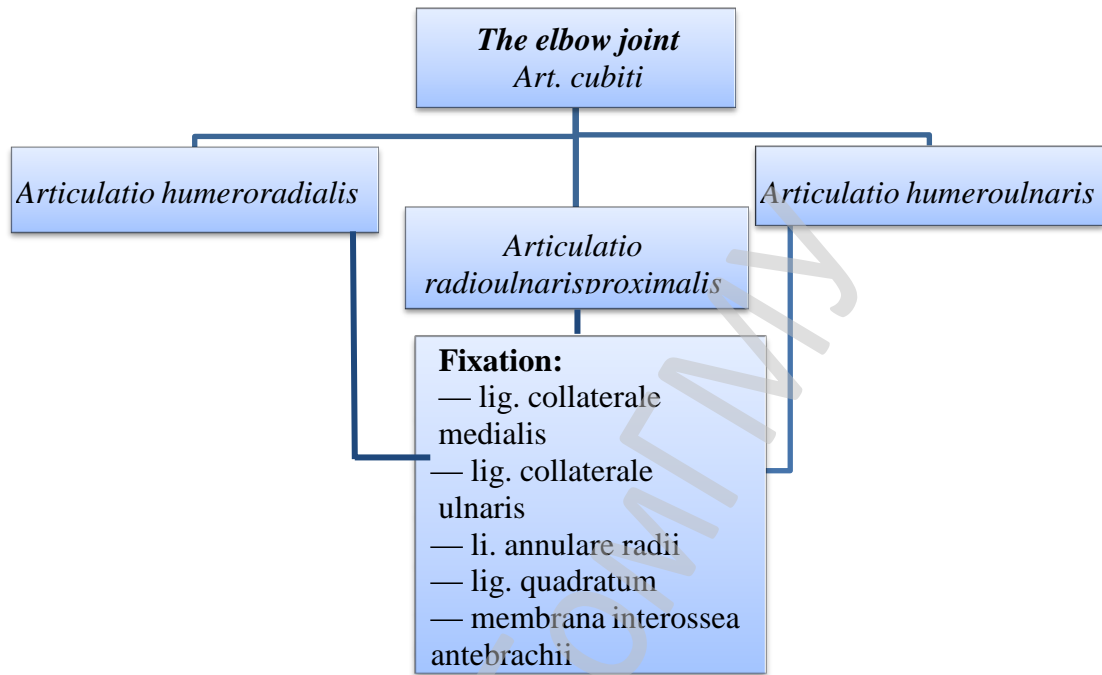 The elbow joint
Art. cubiti
Articulatio humeroradialis
Articulatio humeroulnaris
Articulatio
radioulnarisproximalis
Fixation:
— lig. collaterale
medialis
— lig. collaterale
ulnaris
— li. annulare radii
— lig. quadratum
— membrana interossea
antebrachii
ГомГМУ